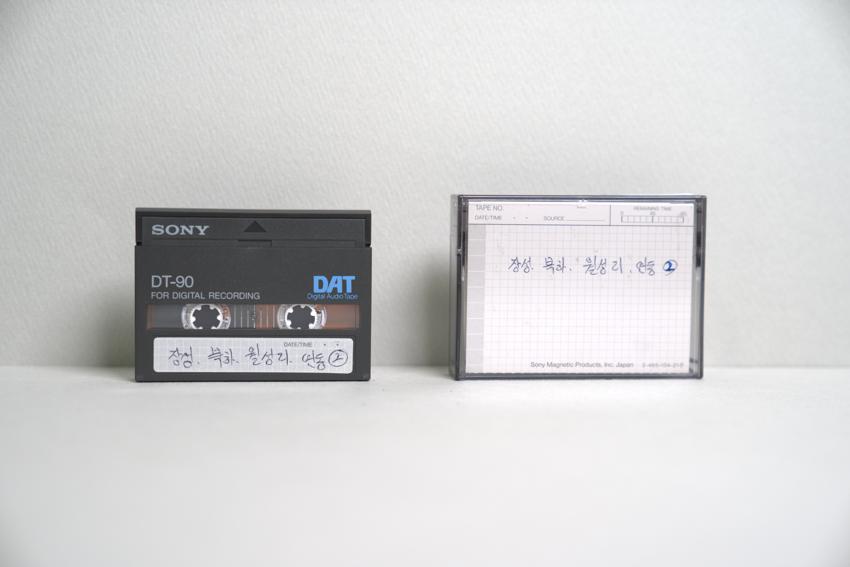 SONY
DT-90
FOR DIGITAL RECORDING
DAT
Digital Audio Tape
DATE/TIME
장성. 북하. 월성리. 연동 ②
TAPE NO.
DATE/TIME
SOURCE
REMAINING TIME
장성. 북하. 월성리. 연동 ②
Sony Magnetic Products, Inc. Japan